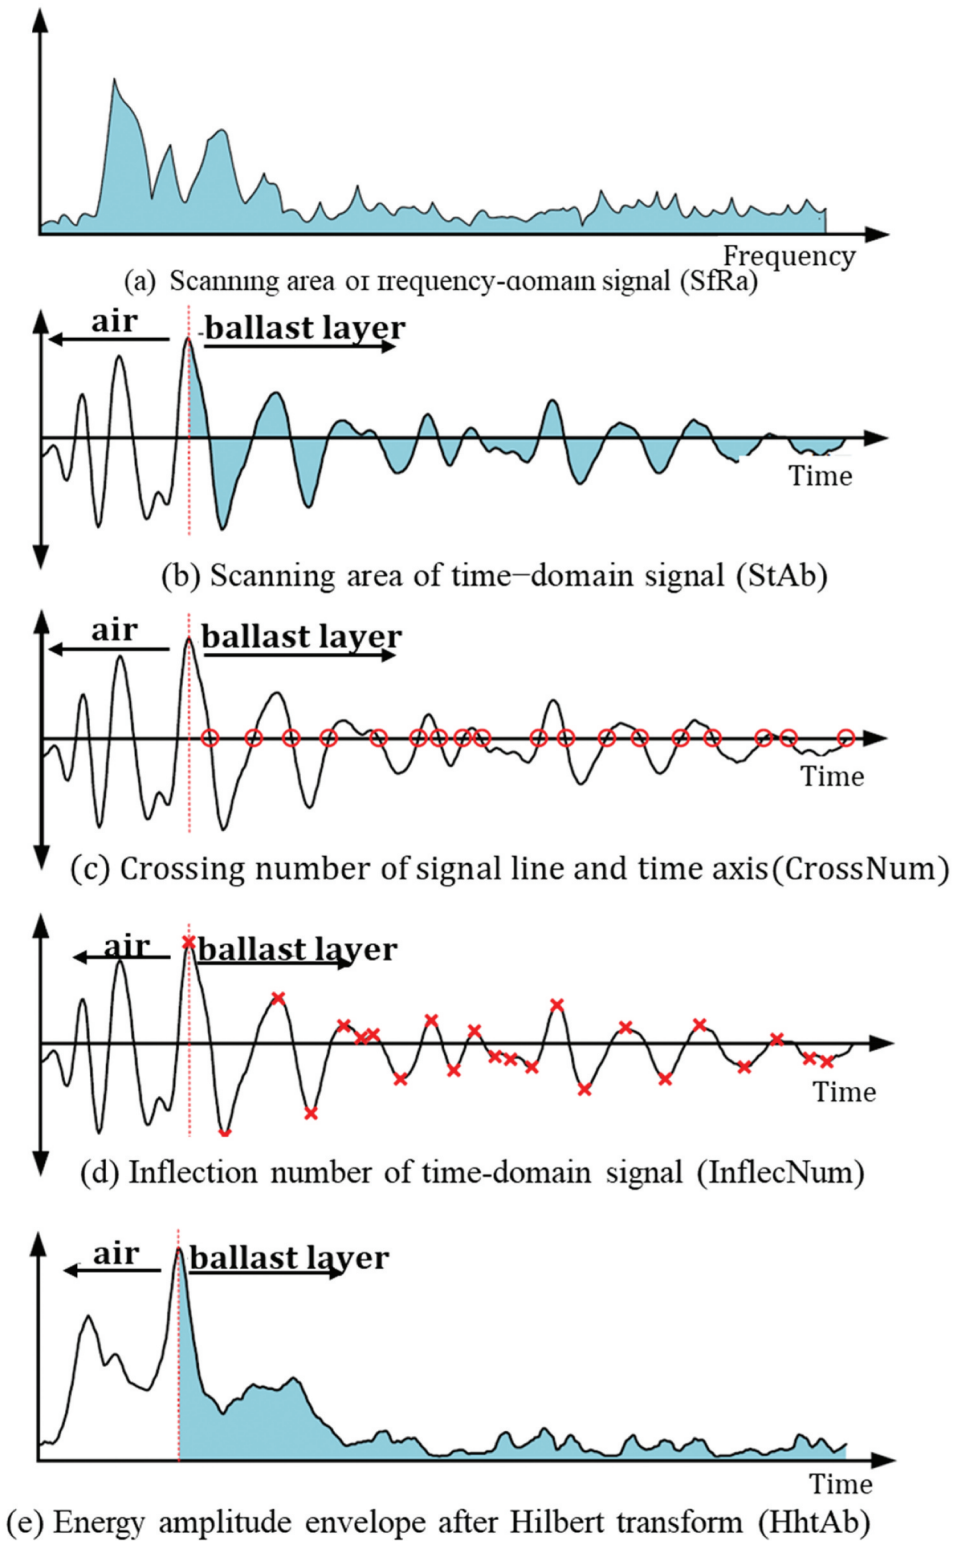 Frequency
(a) Scanning area of frequency-domain signal (SfRa)
air
ballast layer
Time
(b) Scanning area of time−domain signal (StAb)
air
ballast layer
Time
(c) Crossing number of signal line and time axis(CrossNum)
air
ballast layer
Time
(d) Inflection number of time-domain signal (InflecNum)
air
ballast layer
Time
(e) Energy amplitude envelope after Hilbert transform (HhtAb)